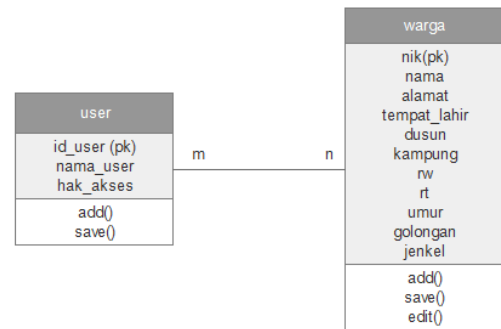 user
id_user (pk)
nama_user
hak_akses
add()
save()
m
n
warga
nik(pk)
nama
alamat
tempat_lahir
dusun
kampung
rw
rt
umur
golongan
jenkel
add()
save()
edit()